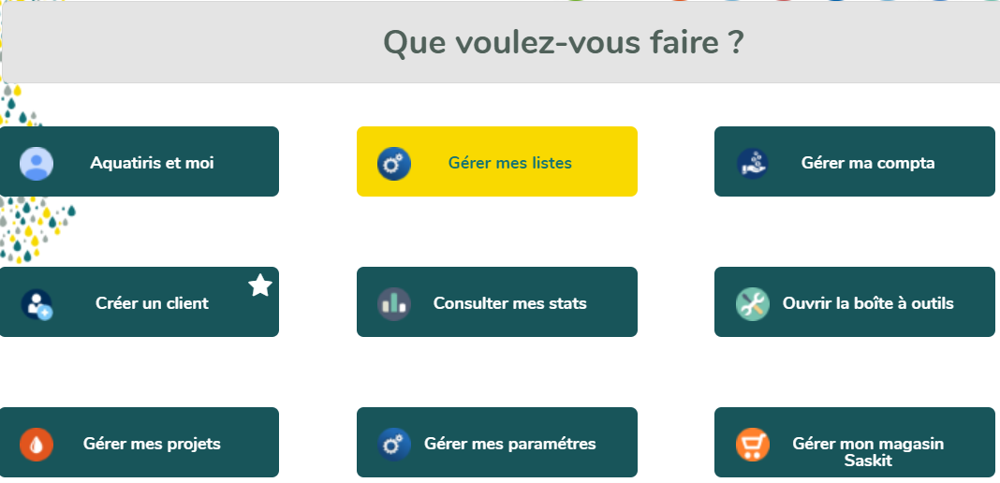 Que voulez-vous faire ?
Aquatiris et moi
Gérer mes listes
Gérer ma compta
Créer un client
Consulter mes stats
Ouvrir la boîte à outils
Gérer mes projets
Gérer mes paramétres
Gérer mon magasin
Saskit